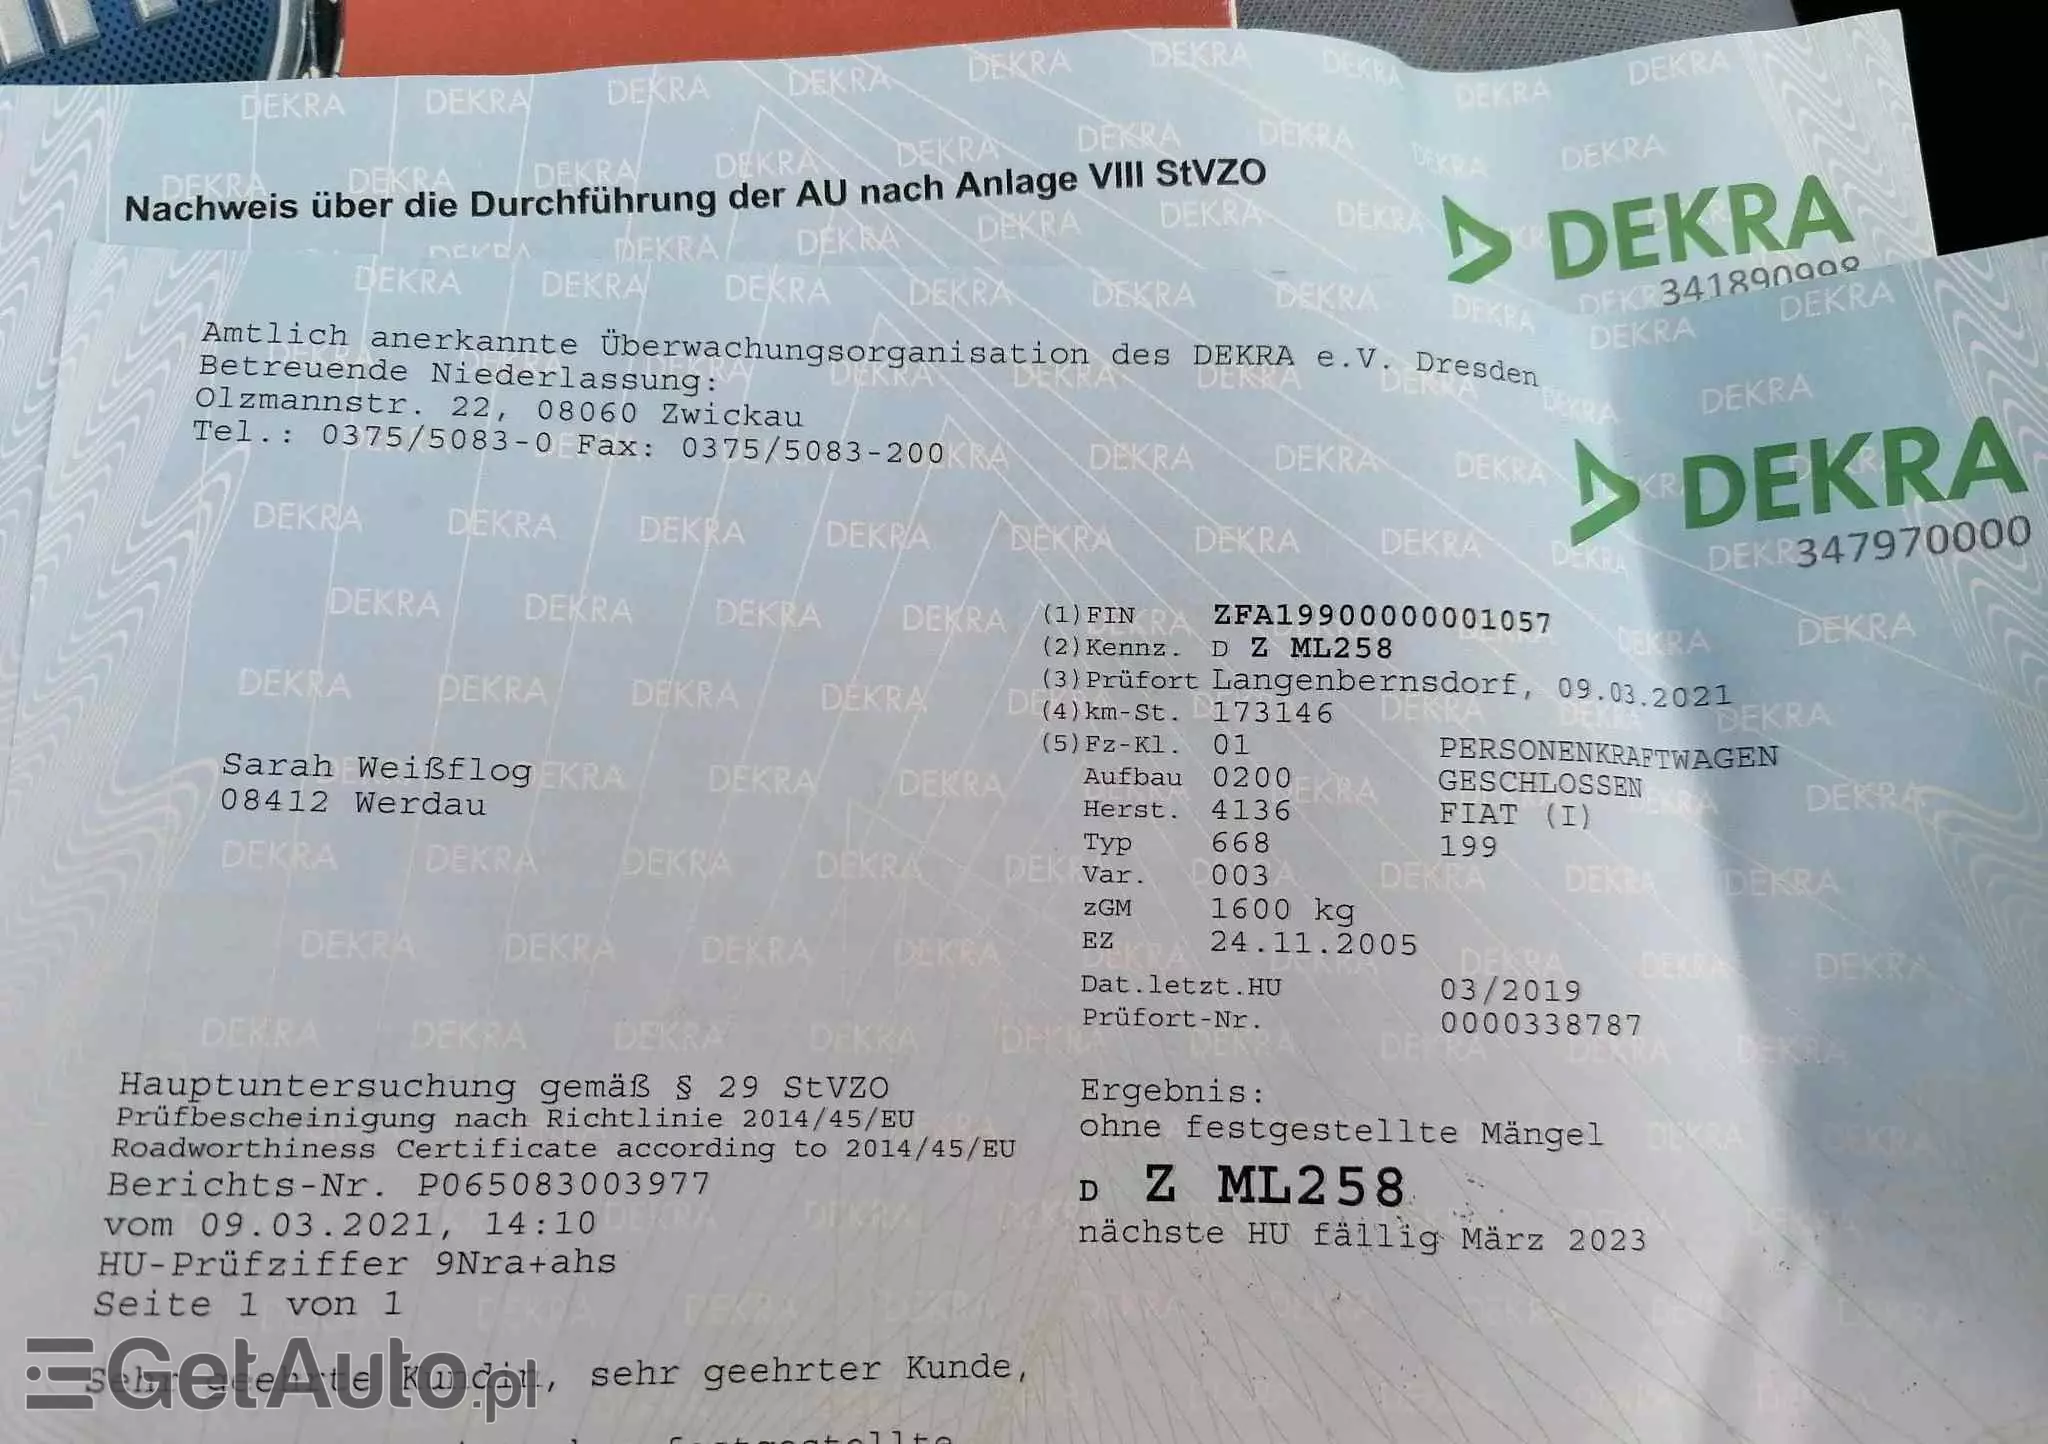 Nachweis über die Durchführung der AU nach Anlage VIII StVZO
DEKRA
341890998
Amtlich anerkannte Überwachungsorganisation des DEKRA e.V. Dresden
Betreuende Niederlassung:
Olzmannstr. 22, 08060 Zwickau
Tel.: 0375/5083-0 Fax: 0375/5083-200
DEKRA
347970000
(1)FIN ZFA19900000001057
(2)Kennz. D Z ML258
(3)Prüfort Langenbernsdorf, 09.03.2021
(4)km-St. 173146
(5)Fz-Kl. 01 PERSONENKRAFTWAGEN
Aufbau 0200 GESCHLOSSEN
Herst. 4136 FIAT (I)
Typ 668 199
Var. 003
zGM 1600 kg
EZ 24.11.2005
Dat.letzt.HU 03/2019
Prüfort-Nr. 0000338787
Sarah Weißflog
08412 Werdau
Hauptuntersuchung gemäß § 29 StVZO
Prüfbescheinigung nach Richtlinie 2014/45/EU
Roadworthiness Certificate according to 2014/45/EU
Berichts-Nr. P065083003977
vom 09.03.2021, 14:10
HU-Prüfziffer 9Nra+ahs
Seite 1 von 1
Ergebnis:
ohne festgestellte Mängel
D Z ML258
nächste HU fällig März 2023
Sehr geehrte Kundin, sehr geehrter Kunde,
GetAuto.pl